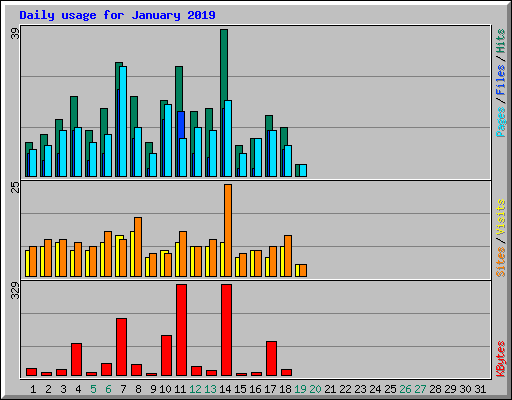 Daily usage for January 2019
39
Pages/Files/Hits
25
Sites/Visits
329
KBytes
1 2 3 4 5 6 7 8 9 10 11 12 13 14 15 16 17 18 19 20 21 22 23 24 25 26 27 28 29 30 31